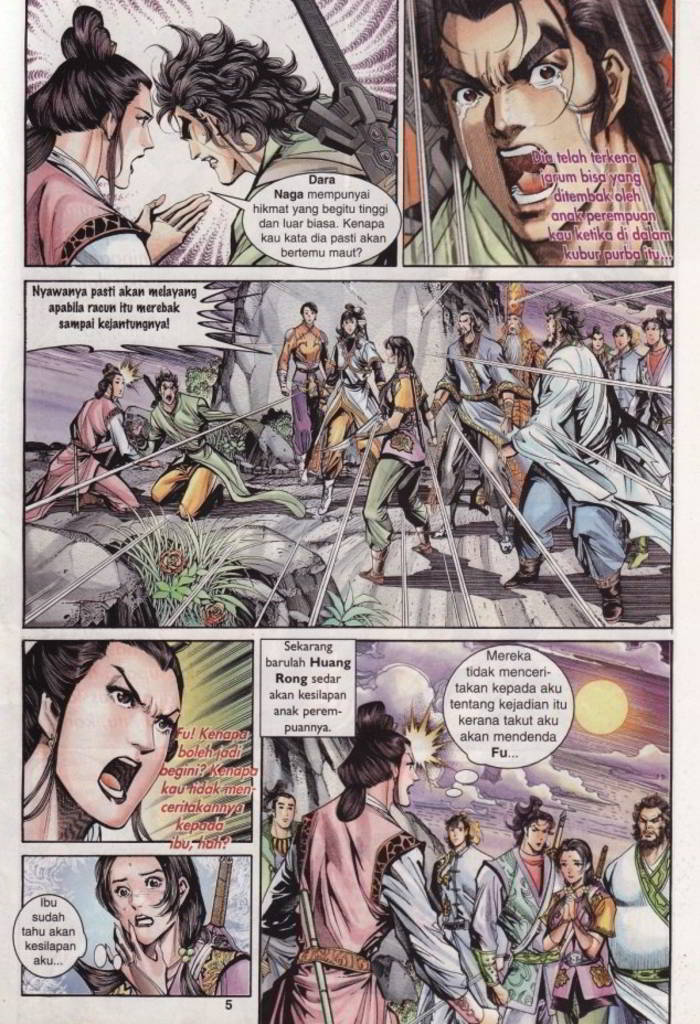 Dara
Naga mempunyai
hikmat yang begitu tinggi
dan luar biasa. Kenapa
kau kata dia pasti akan
bertemu maut?
Dia telah terkena
jarum bisa yang
ditembak oleh
anak perempuan
kau ketika di dalam
kubur purba itu...
Nyawanya pasti akan melayang
apabila racun itu merebak
sampai kejantungnya!
Fu! Kenapa
boleh jadi
begini? Kenapa
kau tidak men-
ceritakannya
kepada
ibu, hah?
Sekarang
barulah Huang
Rong sedar
akan kesilapan
anak perem-
puannya.
Mereka
tidak menceri-
takan kepada aku
tentang kejadian itu
kerana takut aku
akan mendenda
Fu...
Ibu
sudah
tahu akan
kesilapan
aku...
5